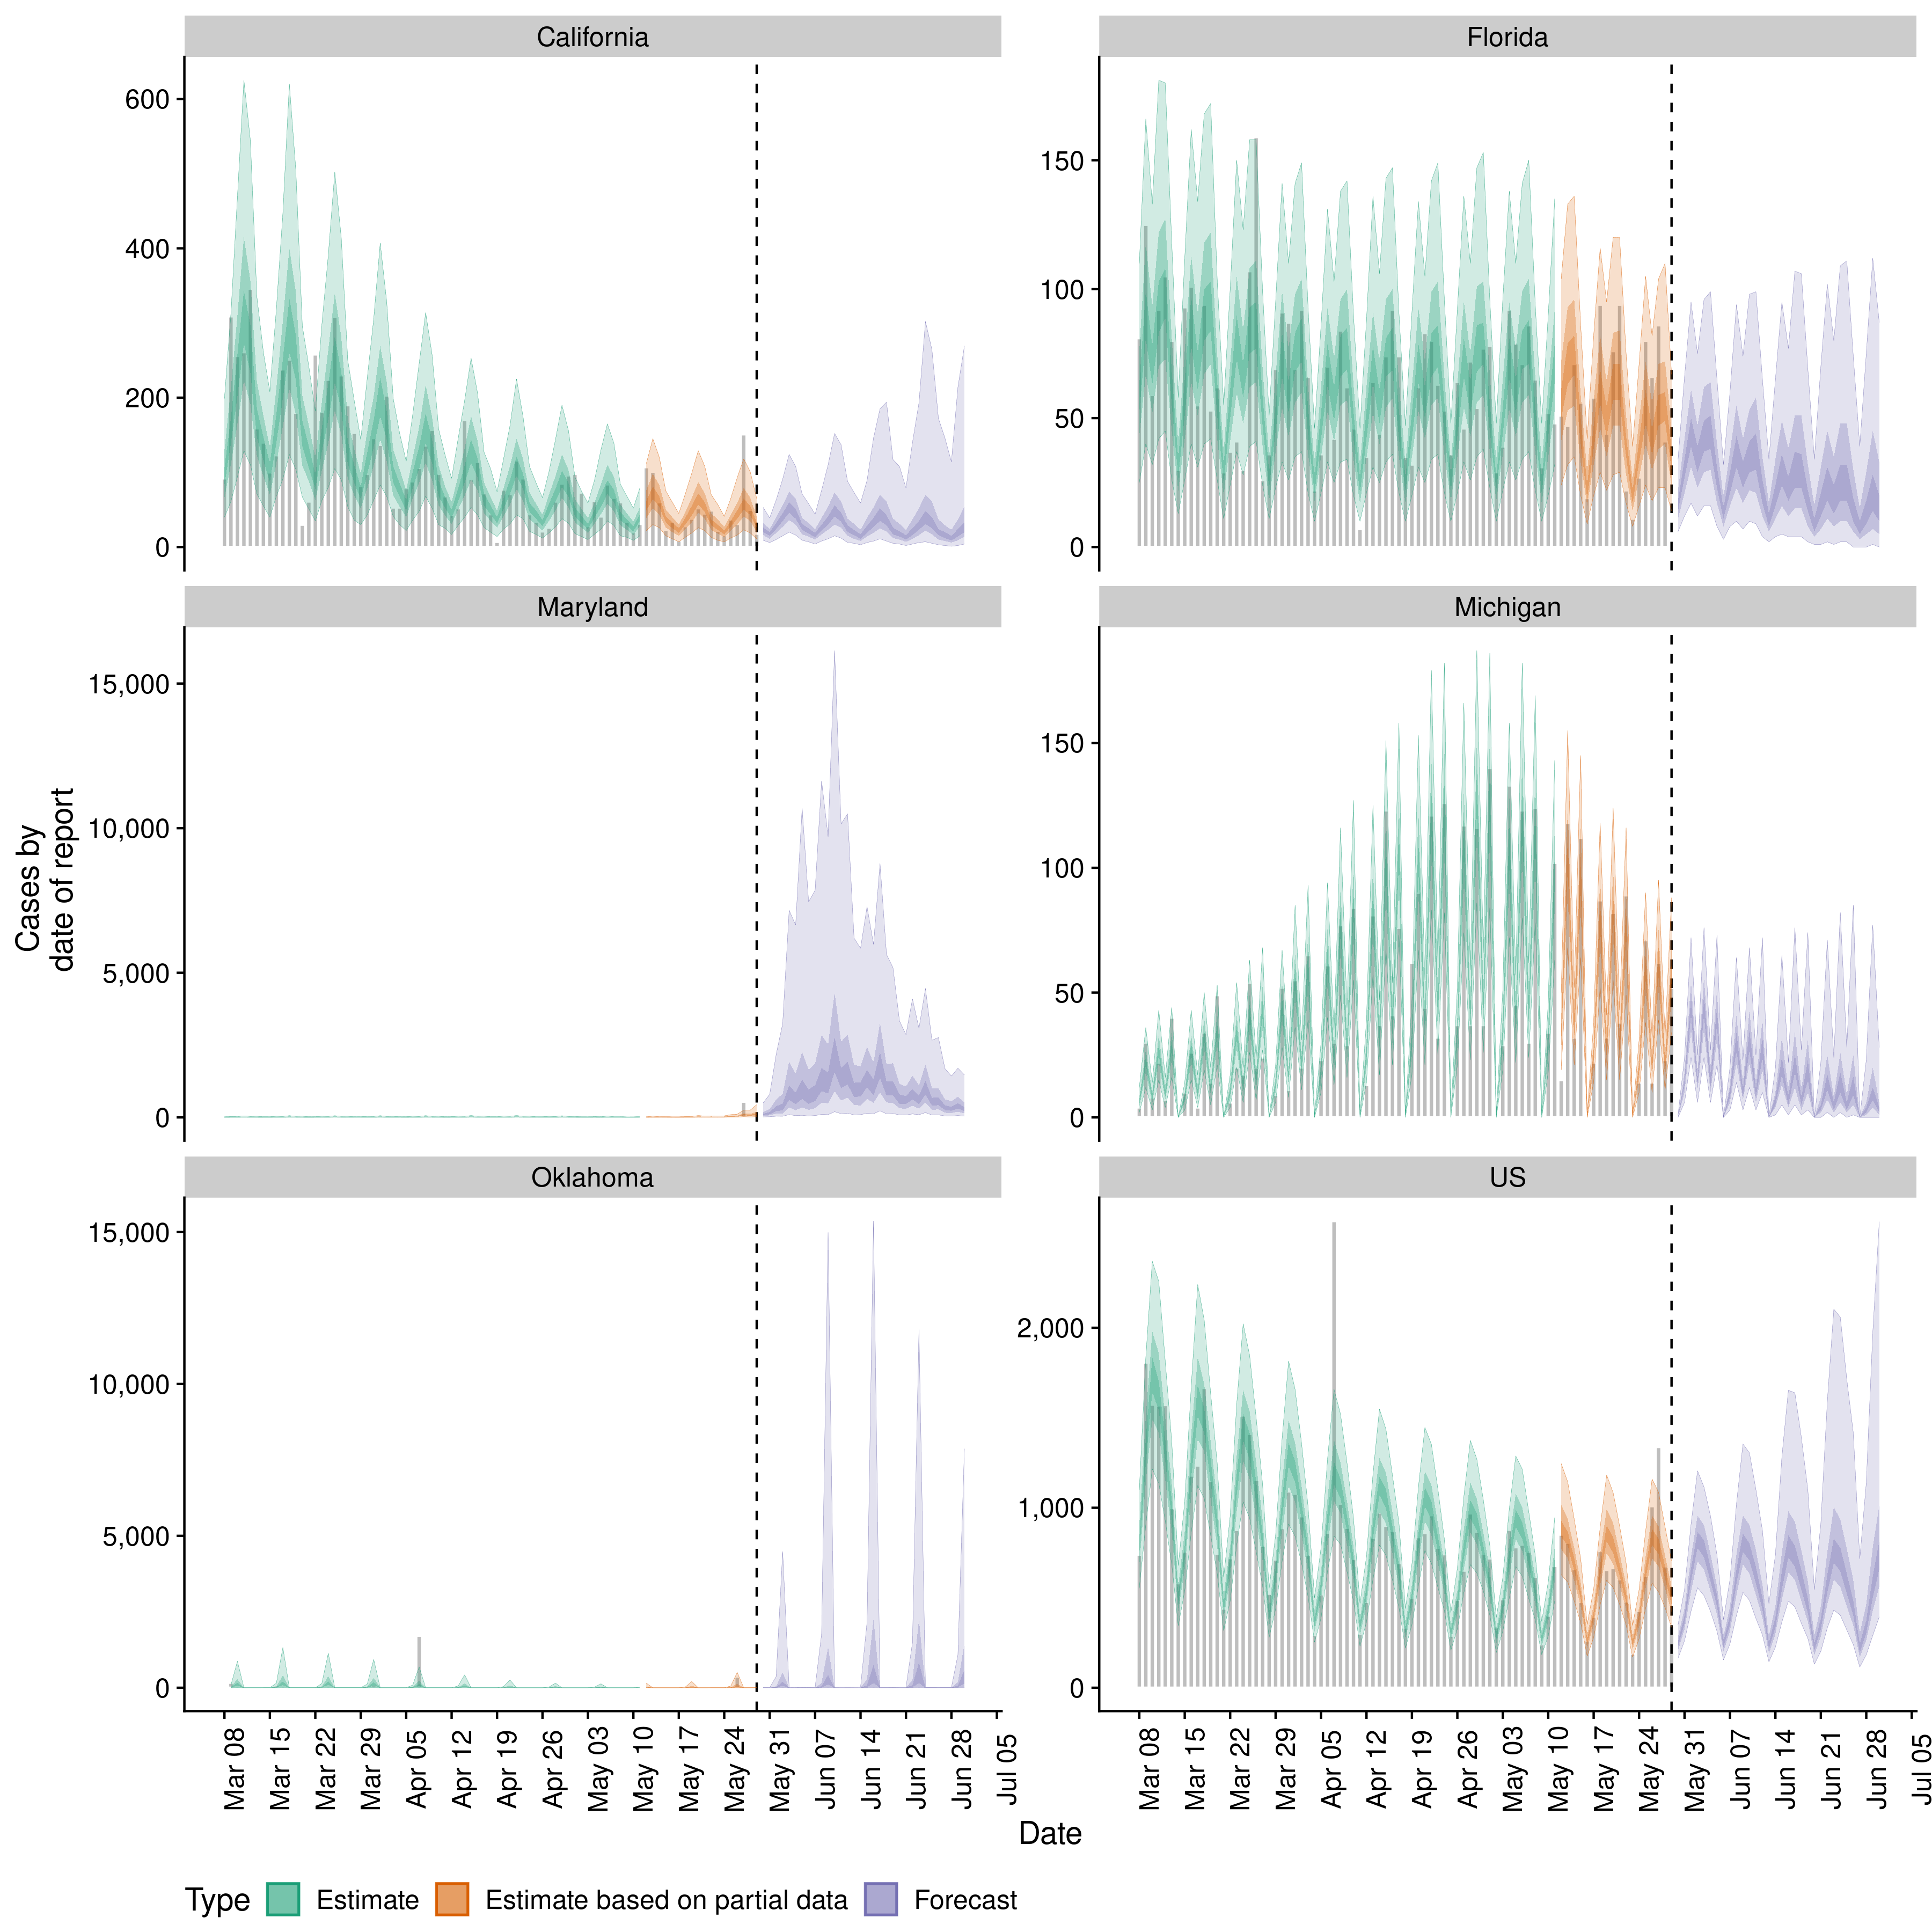 California
Florida
600
400
200
0
150
100
50
0
Maryland
Michigan
15,000
10,000
5,000
0
150
100
50
0
Oklahoma
US
15,000
10,000
5,000
0
2,000
1,000
0
Cases by
date of report
Mar 08
Mar 15
Mar 22
Mar 29
Apr 05
Apr 12
Apr 19
Apr 26
May 03
May 10
May 17
May 24
May 31
Jun 07
Jun 14
Jun 21
Jun 28
Jul 05
Mar 08
Mar 15
Mar 22
Mar 29
Apr 05
Apr 12
Apr 19
Apr 26
May 03
May 10
May 17
May 24
May 31
Jun 07
Jun 14
Jun 21
Jun 28
Jul 05
Date
Type Estimate Estimate based on partial data Forecast